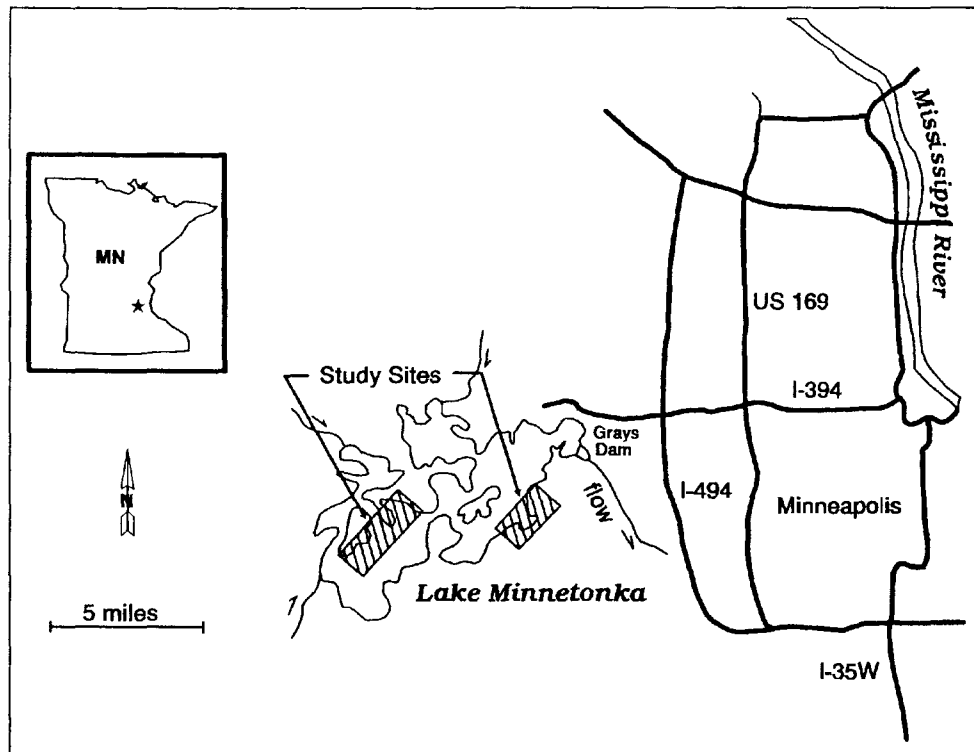 Mississippi River
MN
US 169
Study Sites
I-394
Grays
Dam
flow
I-494
Minneapolis
N
Lake Minnetonka
5 miles
I-35W